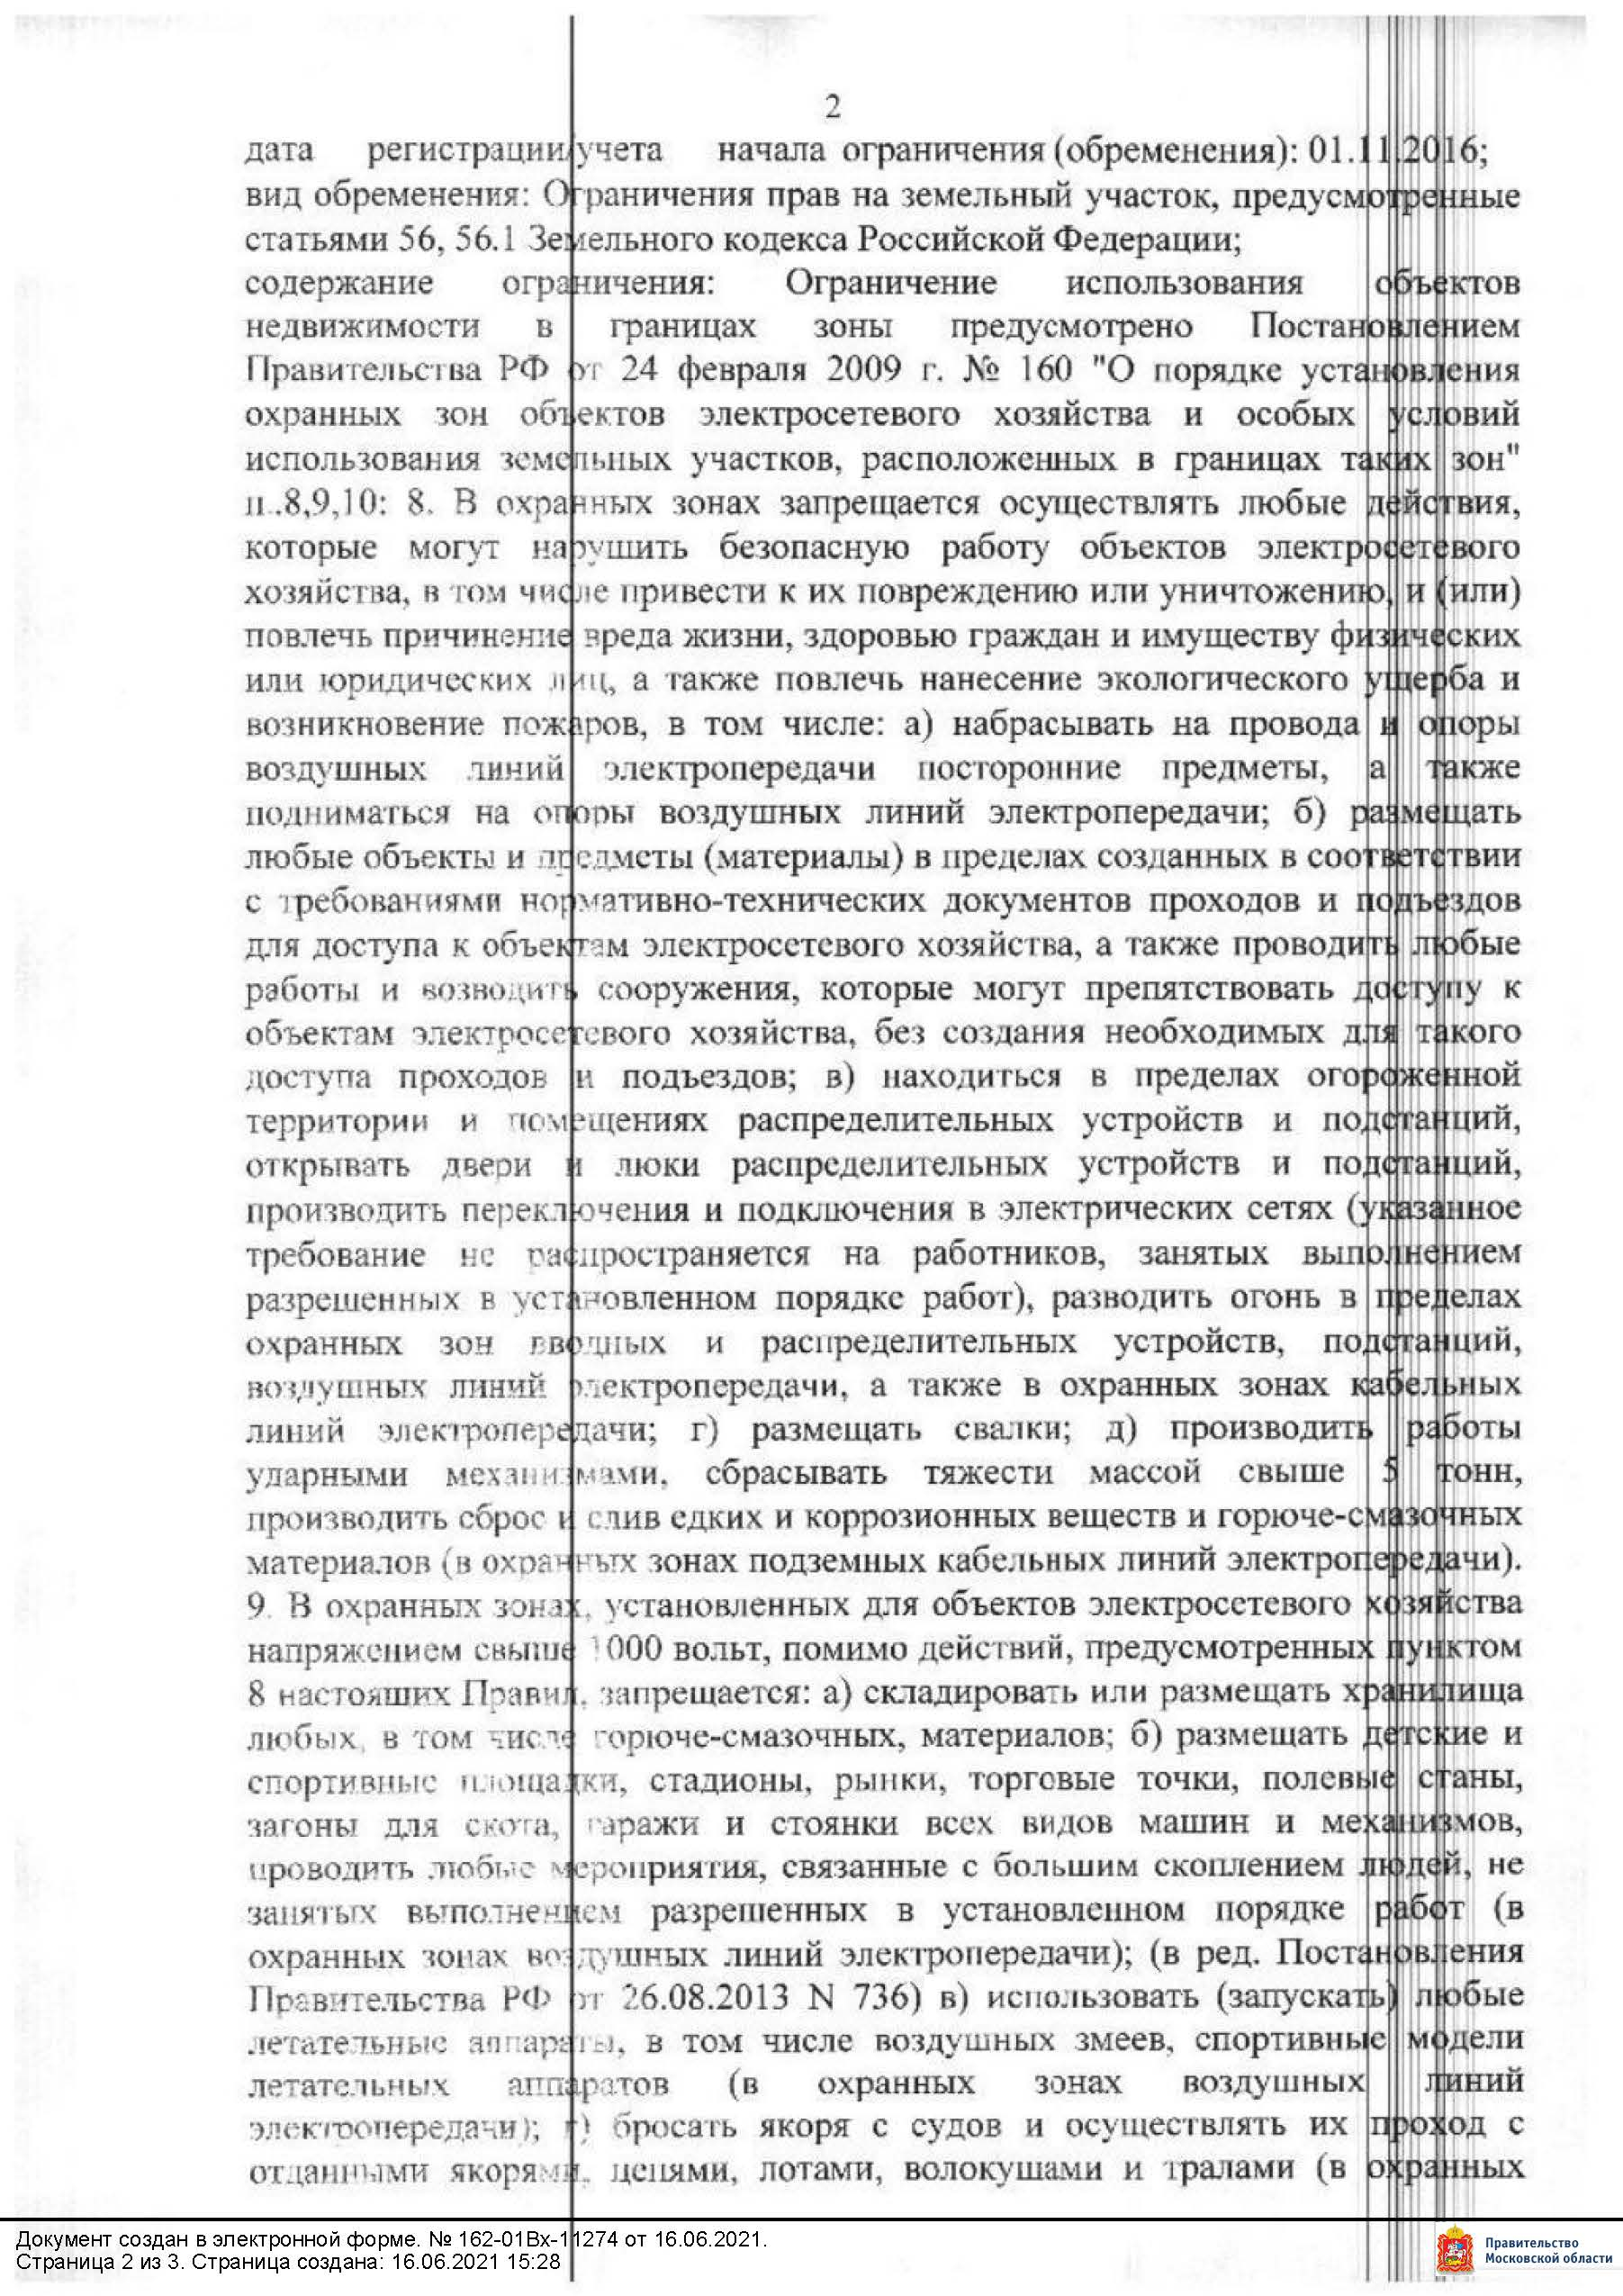 2
дата регистрации/учета начала ограничения (обременения): 01.11.2016;
вид обременения: Ограничения прав на земельный участок, предусмотренные
статьями 56, 56.1 Земельного кодекса Российской Федерации;
содержание ограничения: Ограничение использования объектов
недвижимости в границах зоны предусмотрено Постановлением
Правительства РФ от 24 февраля 2009 г. № 160 "О порядке установления
охранных зон объектов электросетевого хозяйства и особых условий
использования земельных участков, расположенных в границах таких зон"
п..8,9,10: 8. В охранных зонах запрещается осуществлять любые действия,
которые могут нарушить безопасную работу объектов электросетевого
хозяйства, в том числе привести к их повреждению или уничтожению, и (или)
повлечь причинение вреда жизни, здоровью граждан и имуществу физических
или юридических лиц, а также повлечь нанесение экологического ущерба и
возникновение пожаров, в том числе: а) набрасывать на провода и опоры
воздушных линий электропередачи посторонние предметы, а также
подниматься на опоры воздушных линий электропередачи; б) размещать
любые объекты и предметы (материалы) в пределах созданных в соответствии
с требованиями нормативно-технических документов проходов и подъездов
для доступа к объектам электросетевого хозяйства, а также проводить любые
работы и возводить сооружения, которые могут препятствовать доступу к
объектам электросетевого хозяйства, без создания необходимых для такого
доступа проходов и подъездов; в) находиться в пределах огороженной
территории и помещениях распределительных устройств и подстанций,
открывать двери и люки распределительных устройств и подстанций,
производить переключения и подключения в электрических сетях (указанное
требование не распространяется на работников, занятых выполнением
разрешенных в установленном порядке работ), разводить огонь в пределах
охранных зон вводных и распределительных устройств, подстанций,
воздушных линий электропередачи, а также в охранных зонах кабельных
линий электропередачи; г) размещать свалки; д) производить работы
ударными механизмами, сбрасывать тяжести массой свыше 5 тонн,
производить сброс и слив едких и коррозионных веществ и горюче-смазочных
материалов (в охранных зонах подземных кабельных линий электропередачи).
9. В охранных зонах, установленных для объектов электросетевого хозяйства
напряжением свыше 1000 вольт, помимо действий, предусмотренных пунктом
8 настоящих Правил, запрещается: а) складировать или размещать хранилища
любых, в том числе горюче-смазочных, материалов; б) размещать детские и
спортивные площадки, стадионы, рынки, торговые точки, полевые станы,
загоны для скота, гаражи и стоянки всех видов машин и механизмов,
проводить любые мероприятия, связанные с большим скоплением людей, не
занятых выполнением разрешенных в установленном порядке работ (в
охранных зонах воздушных линий электропередачи); (в ред. Постановления
Правительства РФ от 26.08.2013 N 736) в) использовать (запускать) любые
летательные аппараты, в том числе воздушных змеев, спортивные модели
летательных аппаратов (в охранных зонах воздушных линий
электропередачи); г) бросать якоря с судов и осуществлять их проход с
отданными якорями, цепями, лотами, волокушами и тралами (в охранных
Документ создан в электронной форме. № 162-01Вх-11274 от 16.06.2021.
Страница 2 из 3. Страница создана: 16.06.2021 15:28
Правительство
Московской области